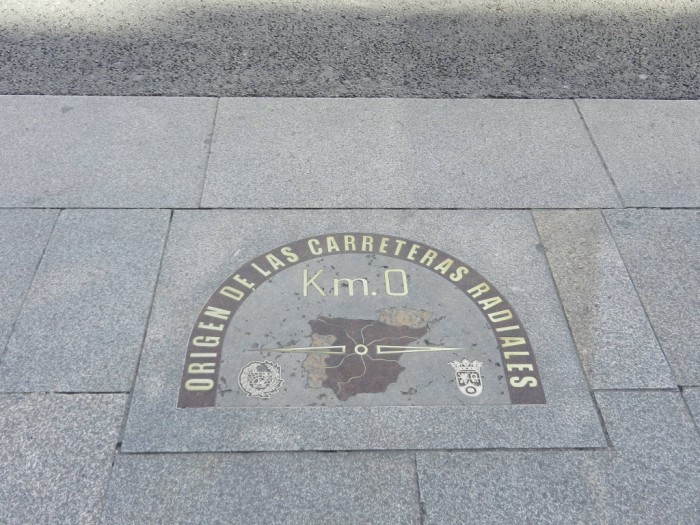 ORIGEN DE LAS CARRETERAS RADIALES
Km.0